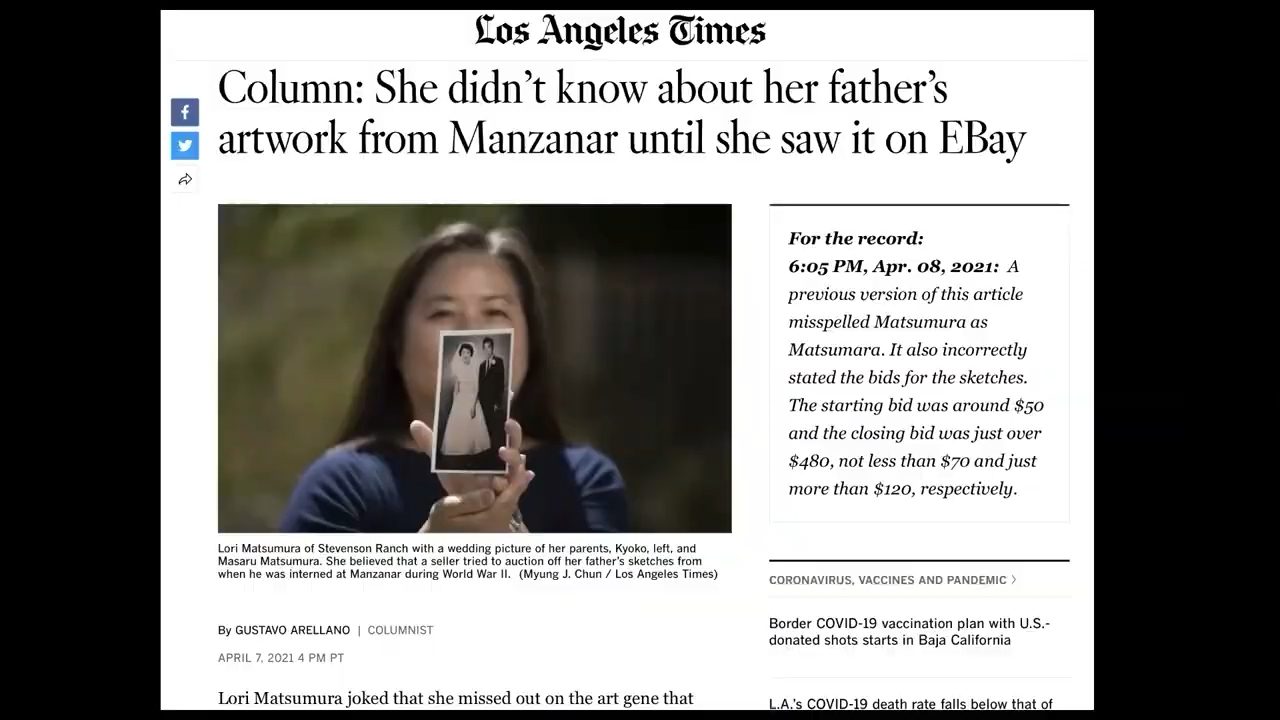 Los Angeles Times
Column: She didn’t know about her father’s
artwork from Manzanar until she saw it on EBay
Lori Matsumura of Stevenson Ranch with a wedding picture of her parents, Kyoko, left, and
Masaru Matsumura. She believed that a seller tried to auction off her father’s sketches from
when he was interned at Manzanar during World War II. (Myung J. Chun / Los Angeles Times)
By GUSTAVO ARELLANO | COLUMNIST
APRIL 7, 2021 4 PM PT
Lori Matsumura joked that she missed out on the art gene that
For the record:
6:05 PM, Apr. 08, 2021: A
previous version of this article
misspelled Matsumura as
Matsumara. It also incorrectly
stated the bids for the sketches.
The starting bid was around $50
and the closing bid was just over
$480, not less than $70 and just
more than $120, respectively.
CORONAVIRUS, VACCINES AND PANDEMIC >
Border COVID-19 vaccination plan with U.S.-
donated shots starts in Baja California
L.A.’s COVID-19 death rate falls below that of